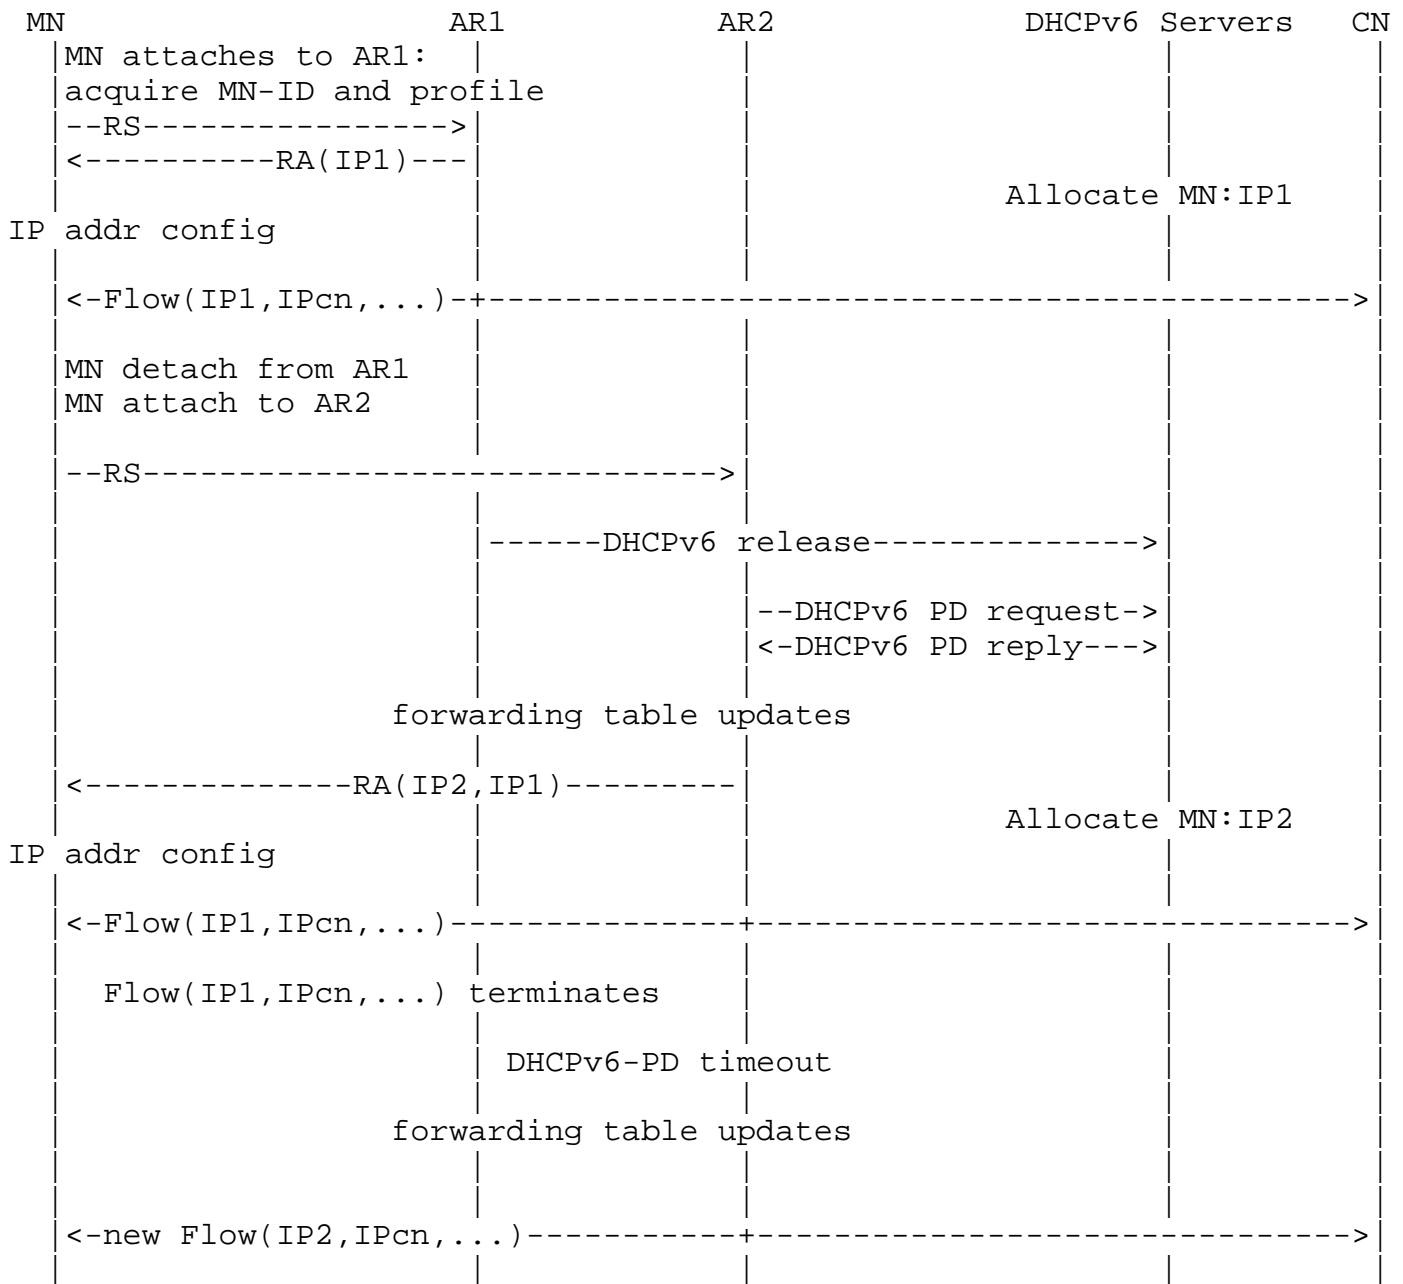 MN AR1 AR2 DHCPv6 Servers CN
MN attaches to AR1:
acquire MN-ID and profile
--RS---------------->
<----------RA(IP1)---
Allocate MN:IP1
IP addr config
<-Flow(IP1,IPcn,...)-+--------------------------------------------->
MN detach from AR1
MN attach to AR2
--RS------------------------------>
------DHCPv6 release-------------->
--DHCPv6 PD request->
<-DHCPv6 PD reply--->
forwarding table updates
<--------------RA(IP2,IP1)---------
Allocate MN:IP2
IP addr config
<-Flow(IP1,IPcn,...)---------------+------------------------------->
Flow(IP1,IPcn,...) terminates
DHCPv6-PD timeout
forwarding table updates
<-new Flow(IP2,IPcn,...)-----------+------------------------------->